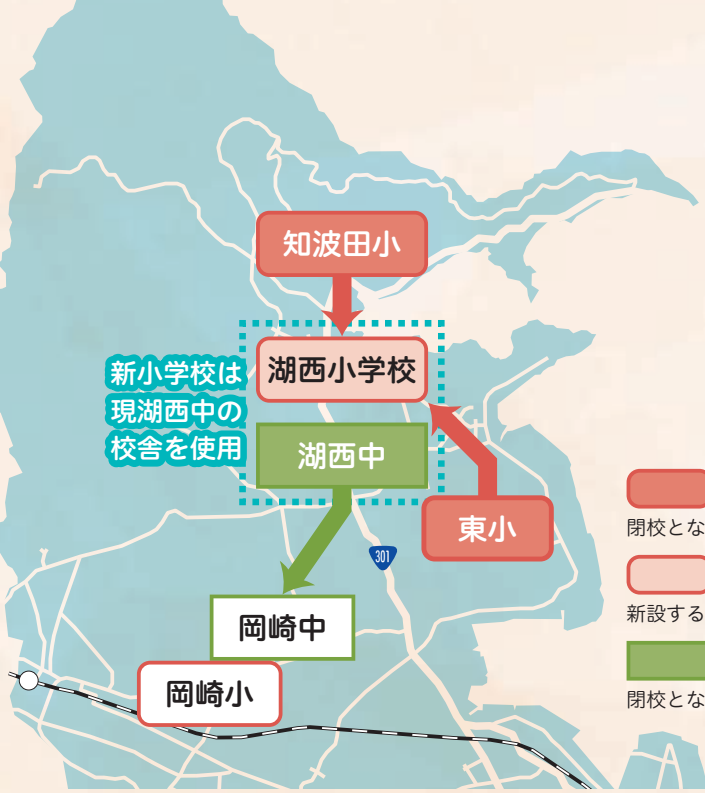 知波田小
湖西小学校
新小学校は
現湖西中の
校舎を使用
湖西中
東小
301
岡崎中
岡崎小
閉校とな
新設する
閉校とな